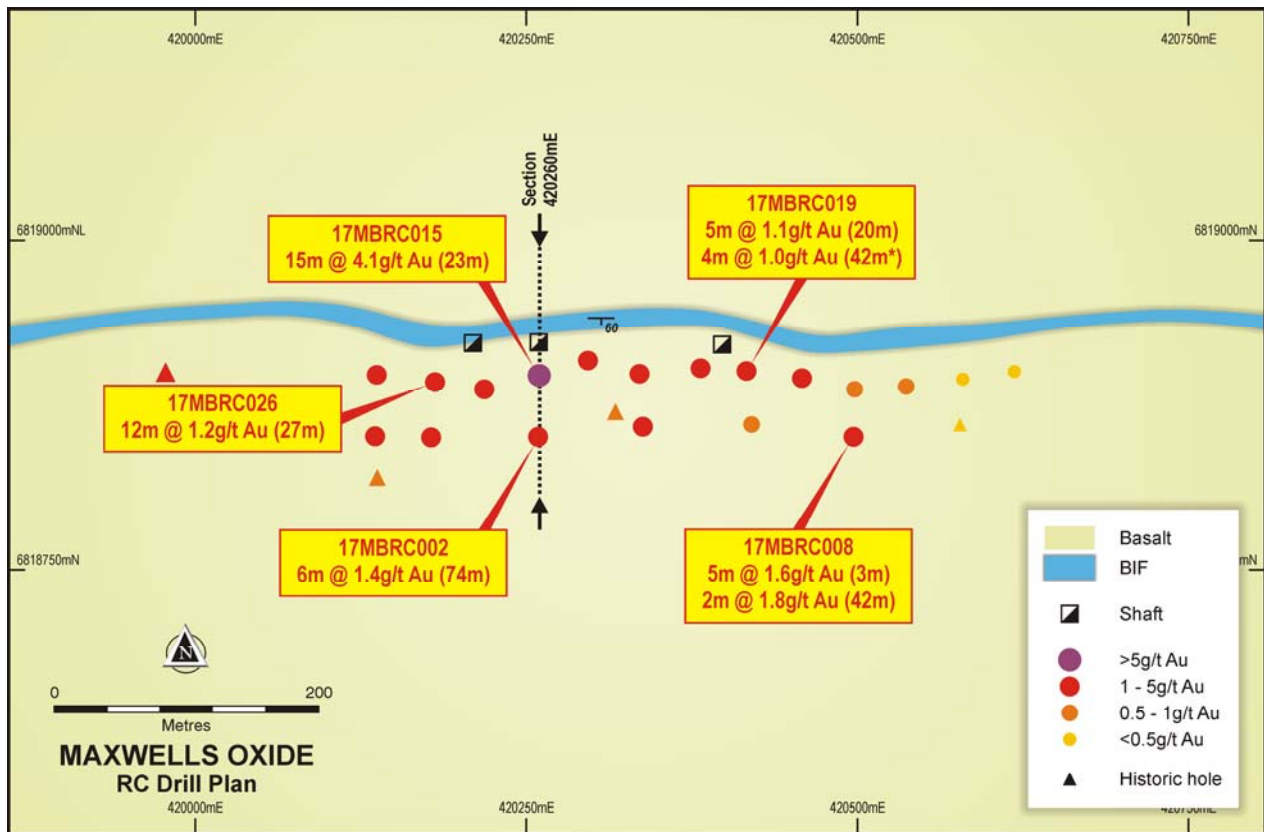 420000mE
420250mE
420500mE
420750mE
Section
420260mE
6819000mNL
6819000mN
17MBRC015
15m @ 4.1g/t Au (23m)
17MBRC019
5m @ 1.1g/t Au (20m)
4m @ 1.0g/t Au (42m*)
60
17MBRC026
12m @ 1.2g/t Au (27m)
17MBRC002
6m @ 1.4g/t Au (74m)
17MBRC008
5m @ 1.6g/t Au (3m)
2m @ 1.8g/t Au (42m)
6818750mN
mN
Basalt
BIF
Shaft
>5g/t Au
1 - 5g/t Au
0.5 - 1g/t Au
<0.5g/t Au
Historic hole
N
0 200
Metres
MAXWELLS OXIDE
RC Drill Plan
420000mE
420250mE
420500mE
420750mE